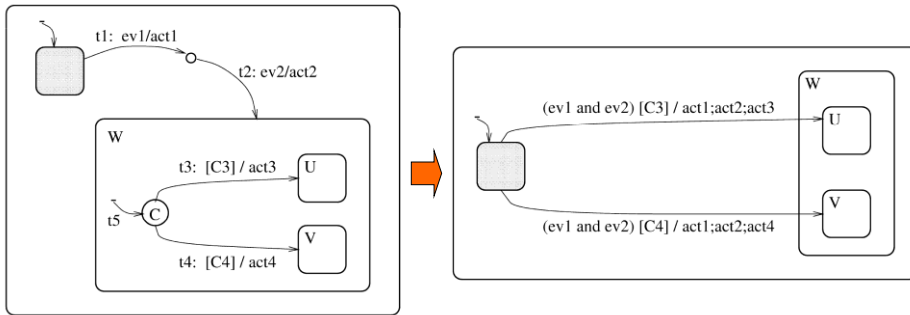 t1: ev1/act1
t2: ev2/act2
W
t3: [C3] / act3
U
C
t5
V
t4: [C4] / act4
W
(ev1 and ev2) [C3] / act1;act2;act3
U
V
(ev1 and ev2) [C4] / act1;act2;act4